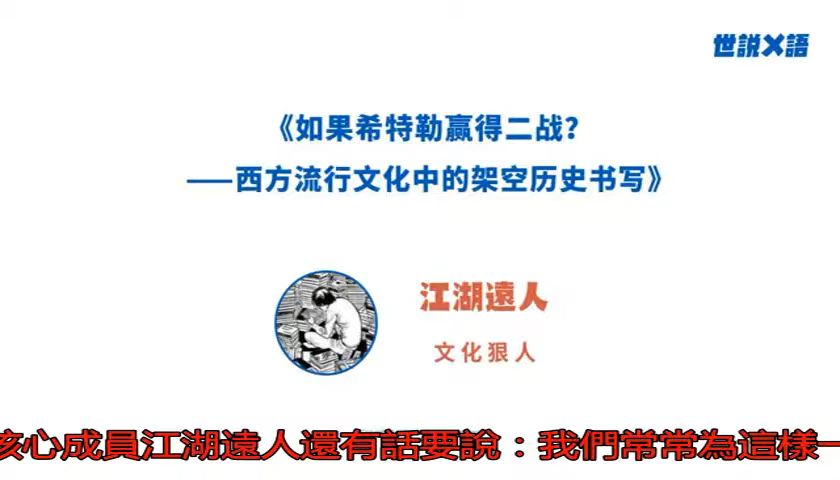 世説X語
《如果希特勒赢得二战?
——西方流行文化中的架空历史书写》
江湖遠人
文化狠人
核心成員江湖遠人還有話要說：我們常常為這樣一